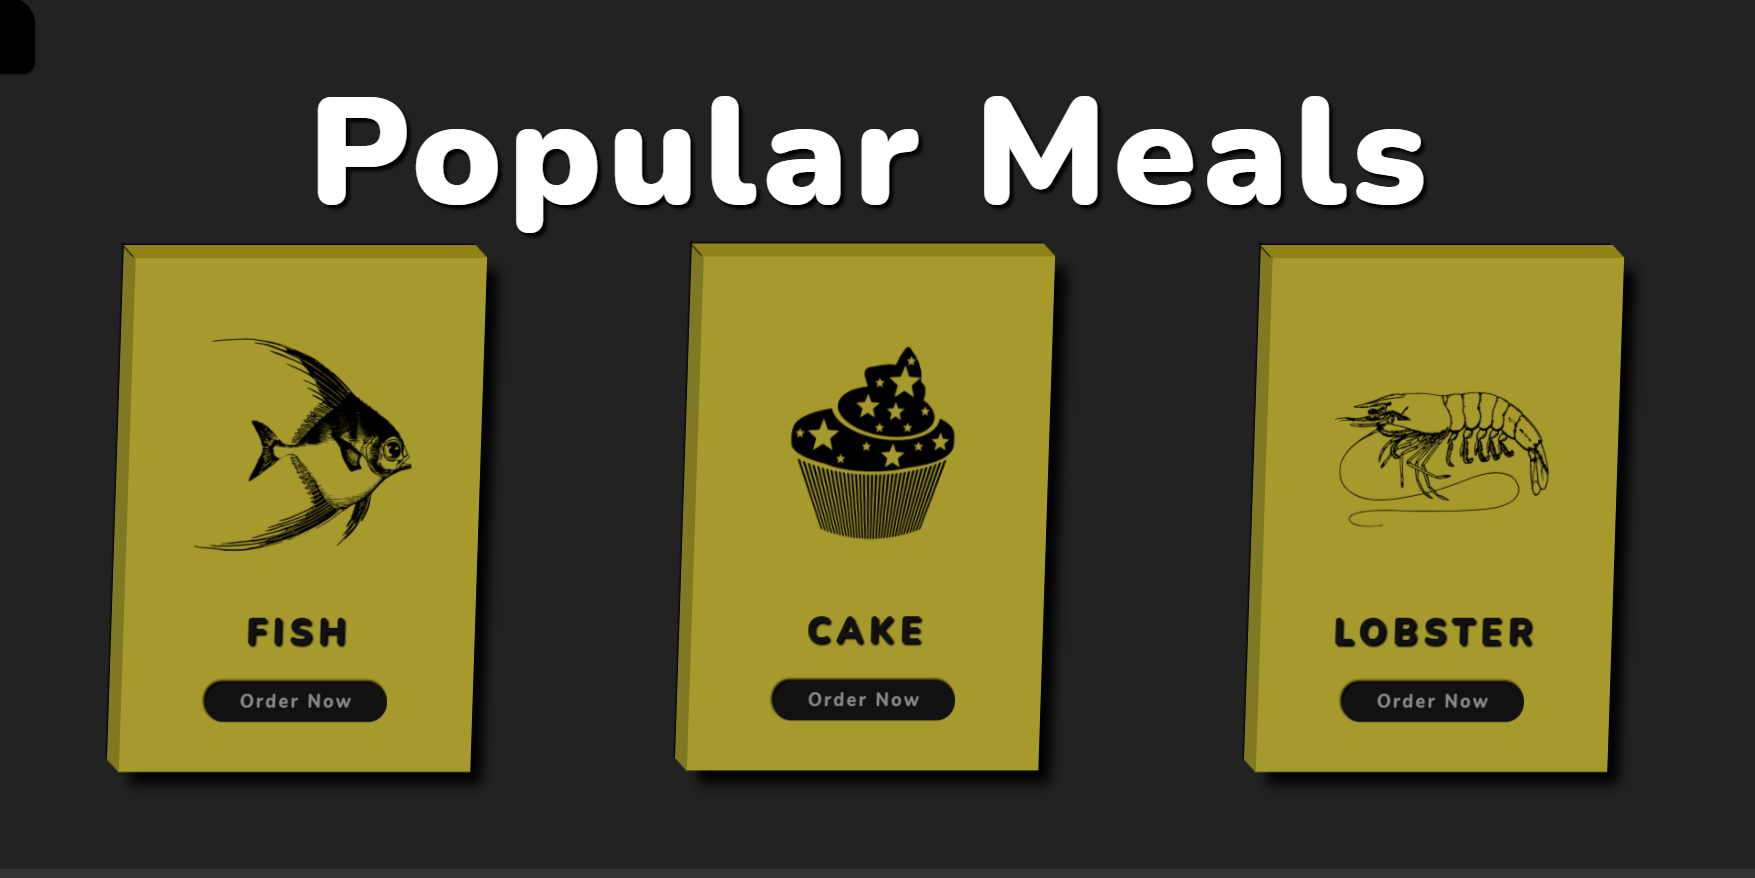 Popular Meals
FISH
Order Now
CAKE
Order Now
LOBSTER
Order Now